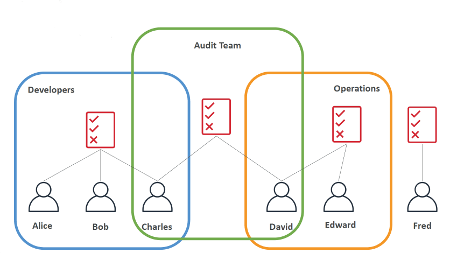 Audit Team
Developers
Operations
Alice
Bob
Charles
David
Edward
Fred